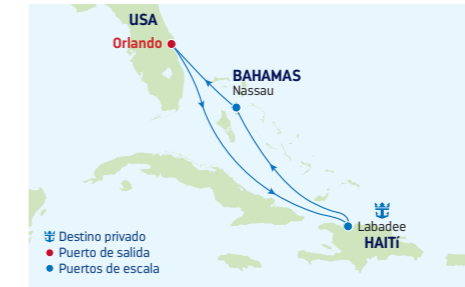 USA
Orlando
BAHAMAS
Nassau
Labadee
HAITÍ
Destino privado
Puerto de salida
Puertos de escala